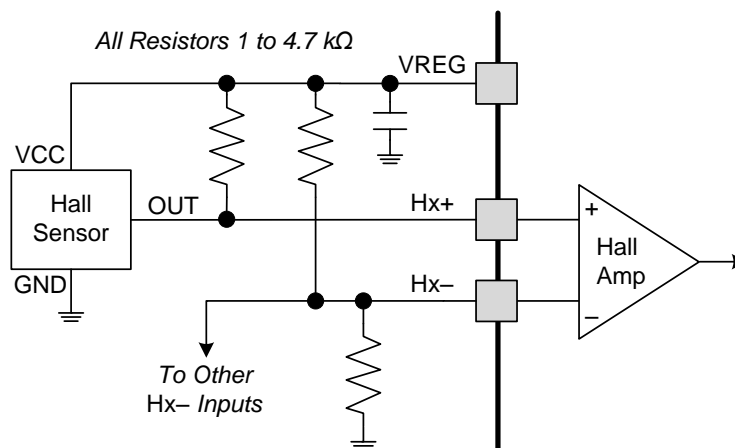 All Resistors 1 to 4.7 kΩ
VREG
VCC
Hall
Sensor
OUT
GND
Hx+
Hx–
+
Hall
Amp
–
To Other
Hx– Inputs